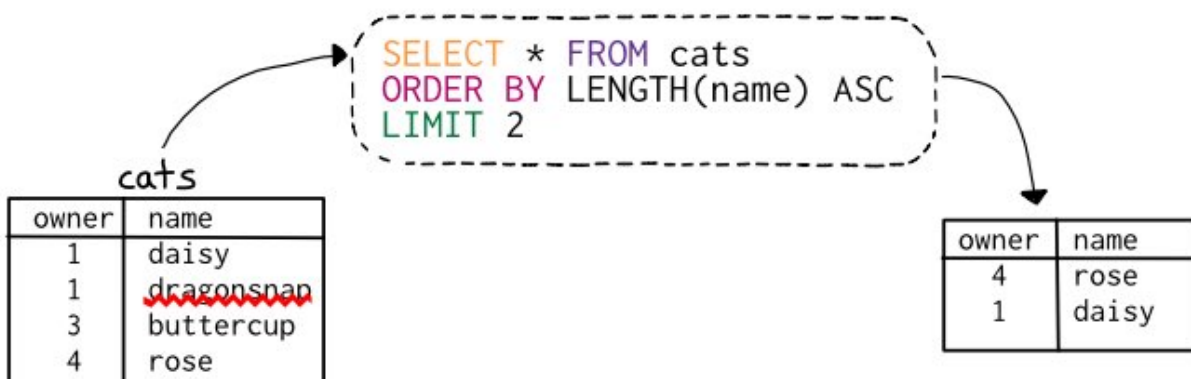 SELECT * FROM cats
ORDER BY LENGTH(name) ASC
LIMIT 2
cats
owner name
1 daisy
1 dragonsnap
3 buttercup
4 rose
owner name
4 rose
1 daisy